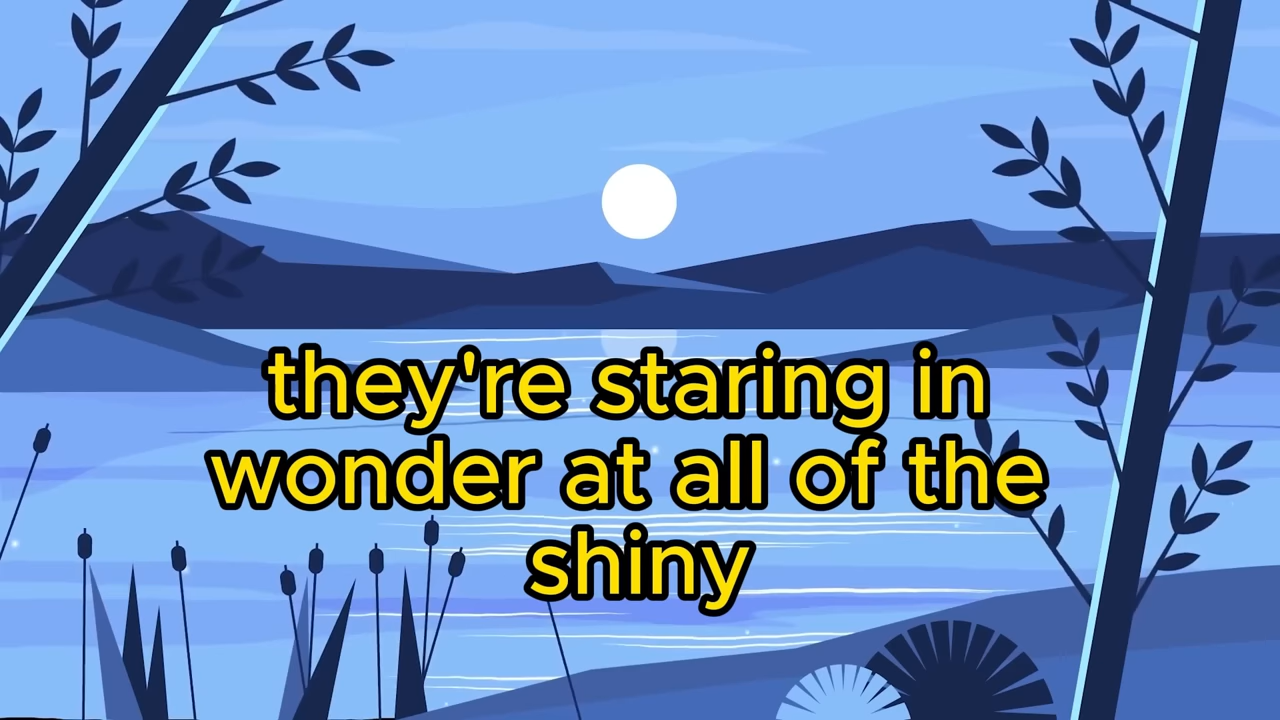 they're staring in
wonder at all of the
shiny